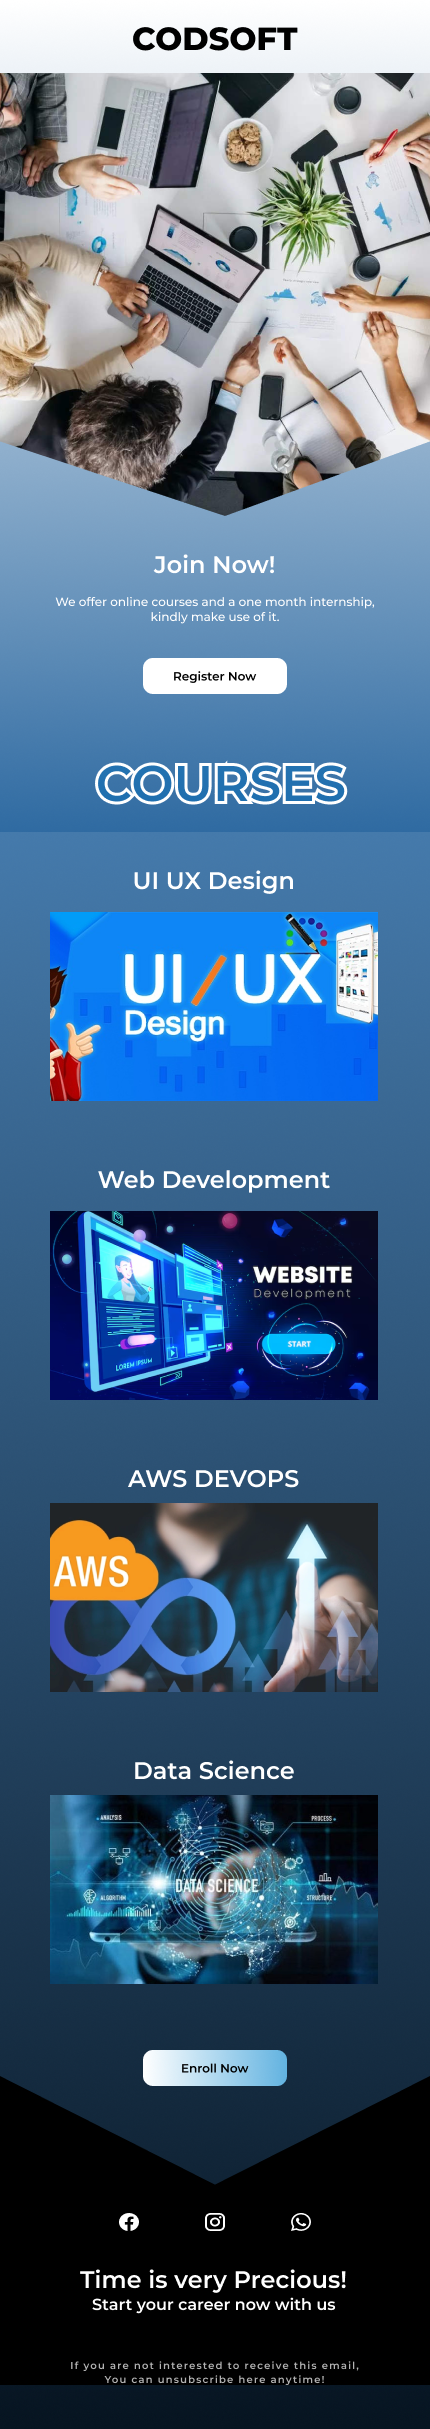 CODSOFT
Join Now!
We offer online courses and a one month internship,
kindly make use of it.
Register Now
COURSES
UI UX Design
UI/UX
Design
Web Development
WEBSITE
Development
START
LOREM IPSUM
AWS DEVOPS
AWS
Data Science
ANALYSIS
PROCESS
DATA SCIENCE
ALGORITHM
STRUCTURE
Enroll Now
Time is very Precious!
Start your career now with us
If you are not interested to receive this email,
You can unsubscribe here anytime!